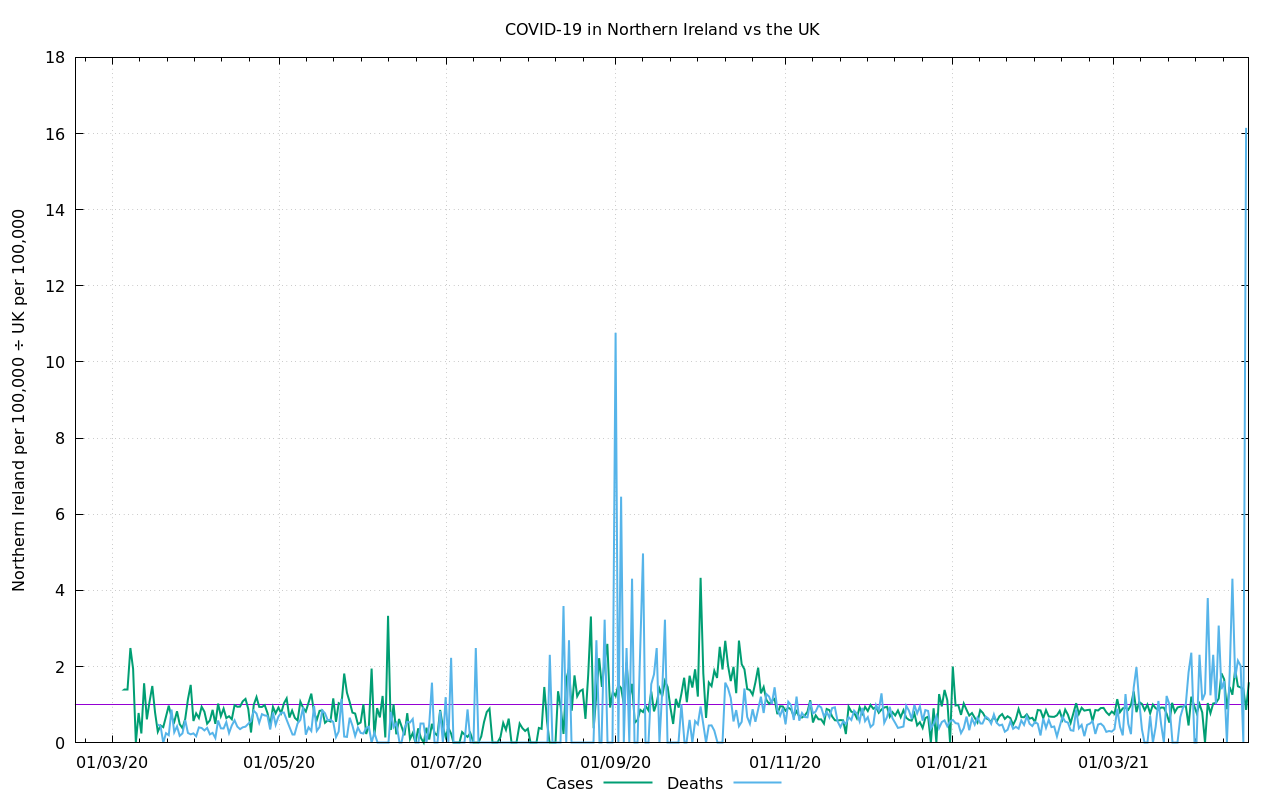 COVID-19 in Northern Ireland vs the UK
Northern Ireland per 100,000 ÷ UK per 100,000
18
16
14
12
10
8
6
4
2
0
01/03/20 01/05/20 01/07/20 01/09/20 01/11/20 01/01/21 01/03/21
Cases Deaths